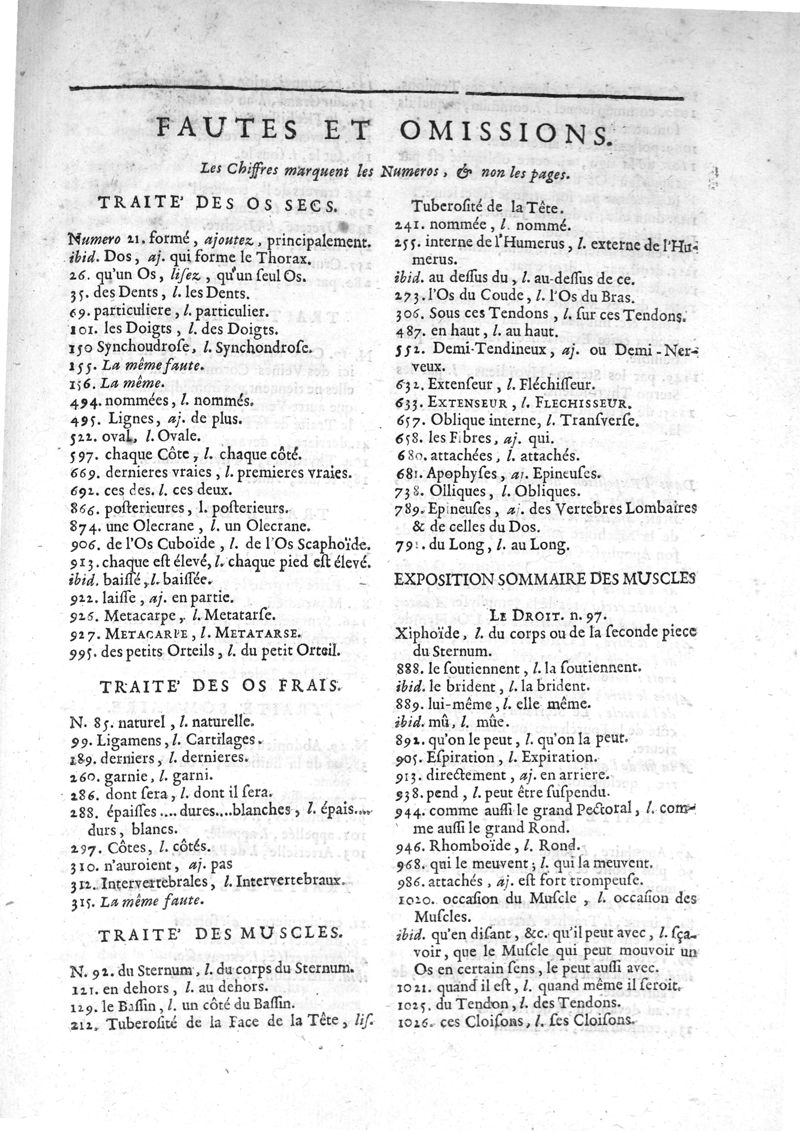 FAUTES ET OMISSIONS.
Les Chiffres marquent les Numeros, & non les pages.
TRAITE' DES OS SECS.
Numero 21. formé, ajoutez, principalement.
ibid. Dos, aj. qui forme le Thorax.
26. qu'un Os, lisez, qu'un seul Os.
35. des Dents, l. les Dents.
69. particuliere, l. particulier.
101. les Doigts, l. des Doigts.
150 Synchoudrose, l. Synchondrose.
155. La même faute.
156. La même.
494. nommées, l. nommés.
495. Lignes, aj. de plus.
522. oval, l. Ovale.
597. chaque Côte, l. chaque côté.
669. dernieres vraies, l. premieres vraies.
692. ces des. l. ces deux.
866. posterieures, l. posterieurs.
874. une Olecrane, l. un Olecrane.
906. de l'Os Cuboïde, l. de l'Os Scaphoïde.
913. chaque est élevé, l. chaque pied est élevé.
ibid. baissé, l. baissée.
922. laisse, aj. en partie.
926. Metacarpe, l. Metatarse.
927. METACARPE, l. METATARSE.
995. des petits Orteils, l. du petit Orteil.
TRAITE' DES OS FRAIS.
N. 85. naturel, l. naturelle.
99. Ligamens, l. Cartilages.
189. derniers, l. dernieres.
260. garnie, l. garni.
286. dont sera, l. dont il sera.
288. épaisses .... dures....blanches, l. épais....
durs, blancs.
297. Côtes, l. côtés.
310. n'auroient, aj. pas
312. Intervertebrales, l. Intervertebraux.
315. La même faute.
TRAITE' DES MUSCLES.
N. 92. du Sternum, l. du corps du Sternum.
121. en dehors, l. au dehors.
129. le Bassin, l. un côté du Bassin.
212. Tuberosité de la Face de la Tête, lis.
Tuberosité de la Tête.
241. nommée, l. nommé.
255. interne de l'Humerus, l. externe de l'Hu-
merus.
ibid. au dessus du, l. au-dessus de ce.
273. l'Os du Coude, l. l'Os du Bras.
306. Sous ces Tendons, l. sur ces Tendons.
487. en haut, l. au haut.
552. Demi-Tendineux, aj. ou Demi-Ner-
veux.
632. Extenseur, l. Fléchisseur.
633. EXTENSEUR, l. FLECHISSEUR.
657. Oblique interne, l. Transverse.
658. les Fibres, aj. qui.
680. attachées, l. attachés.
681. Apophyses, aj. Epineuses.
738. Olliques, l. Obliques.
789. Epineuses, aj. des Vertebres Lombaires
& de celles du Dos.
791. du Long, l. au Long.
EXPOSITION SOMMAIRE DES MUSCLES
LE DROIT. n. 97.
Xiphoïde, l. du corps ou de la seconde piece
du Sternum.
888. le soutiennent, l. la soutiennent.
ibid. le brident, l. la brident.
889. lui-même, l. elle même.
ibid. mû, l. mûe.
892. qu'on le peut, l. qu'on la peut.
905. Espiration, l. Expiration.
913. directement, aj. en arriere.
938. pend, l. peut être suspendu.
944. comme aussi le grand Pectoral, l. com-
me aussi le grand Rond.
946. Rhomboïde, l. Rond.
968. qui le meuvent; l. qui la meuvent.
986. attachés, aj. est fort trompeuse.
1020. occasion du Muscle, l. occasion des
Muscles.
ibid. qu'en disant, &c. qu'il peut avec, l. sça-
voir, que le Muscle qui peut mouvoir un
Os en certain sens, le peut aussi avec.
1021. quand il est, l. quand même il seroit.
1025. du Tendon, l. des Tendons.
1026. ces Cloisons, l. ses Cloisons.